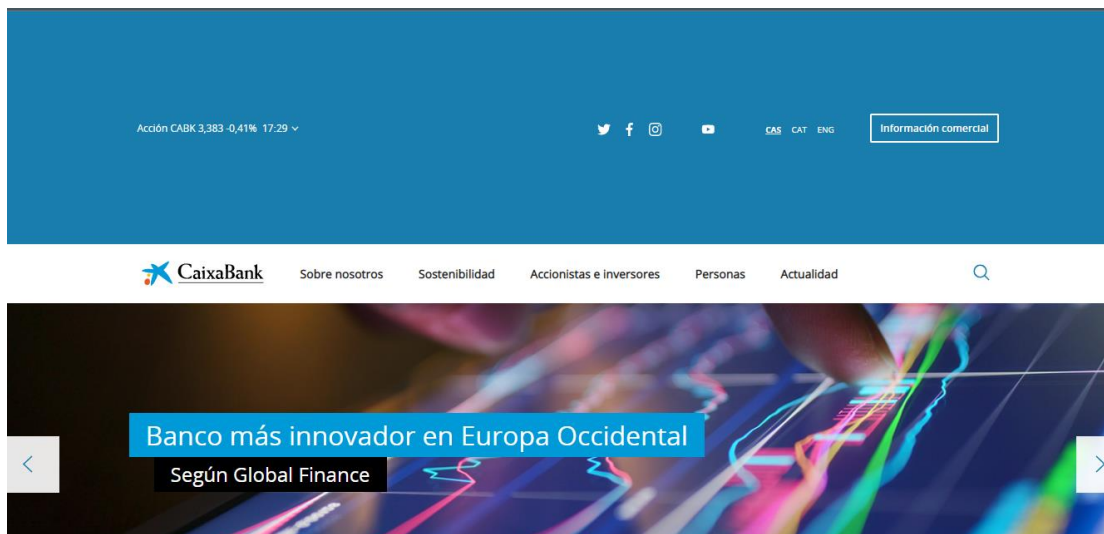 Acción CABK 3,383 -0,41% 17:29
CAS CAT ENG
Información comercial
CaixaBank
Sobre nosotros
Sostenibilidad
Accionistas e inversores
Personas
Actualidad
Banco más innovador en Europa Occidental
Según Global Finance